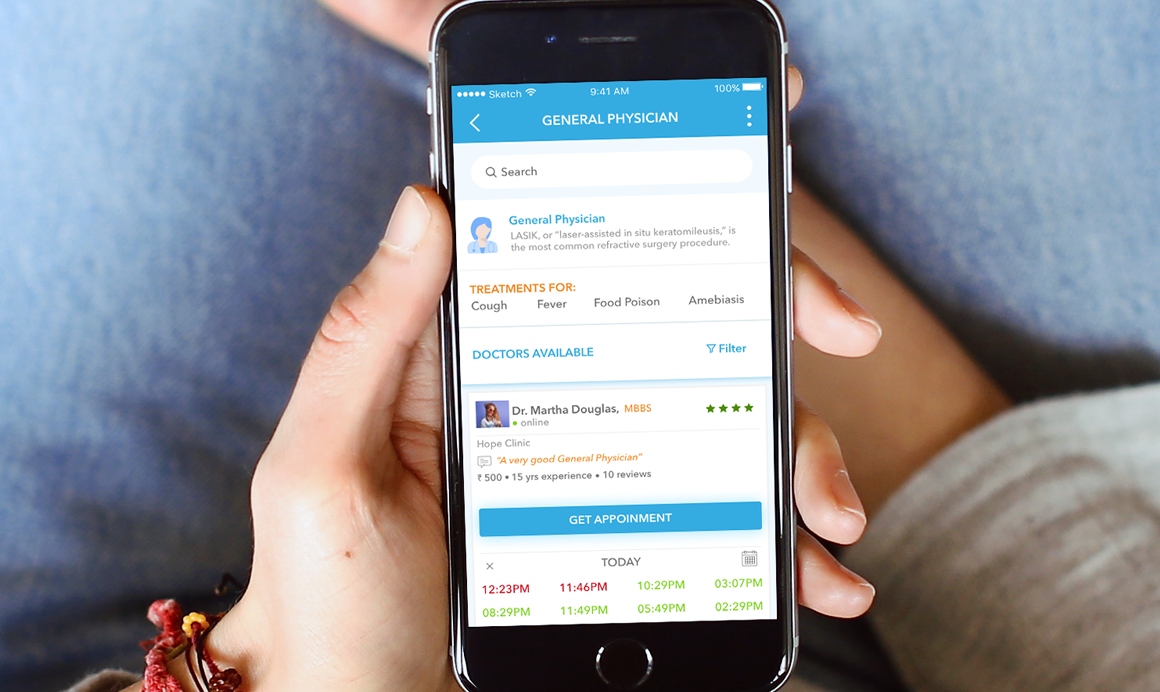 Sketch 9:41 AM 100%
GENERAL PHYSICIAN
Search
General Physician
LASIK, or “laser-assisted in situ keratomileusis,” is
the most common refractive surgery procedure.
TREATMENTS FOR:
Cough Fever Food Poison Amebiasis
DOCTORS AVAILABLE Filter
Dr. Martha Douglas, MBBS
online
Hope Clinic
“A very good General Physician”
₹ 500 • 15 yrs experience • 10 reviews
GET APPOINMENT
TODAY
12:23PM 11:46PM 10:29PM 03:07PM
08:29PM 11:49PM 05:49PM 02:29PM